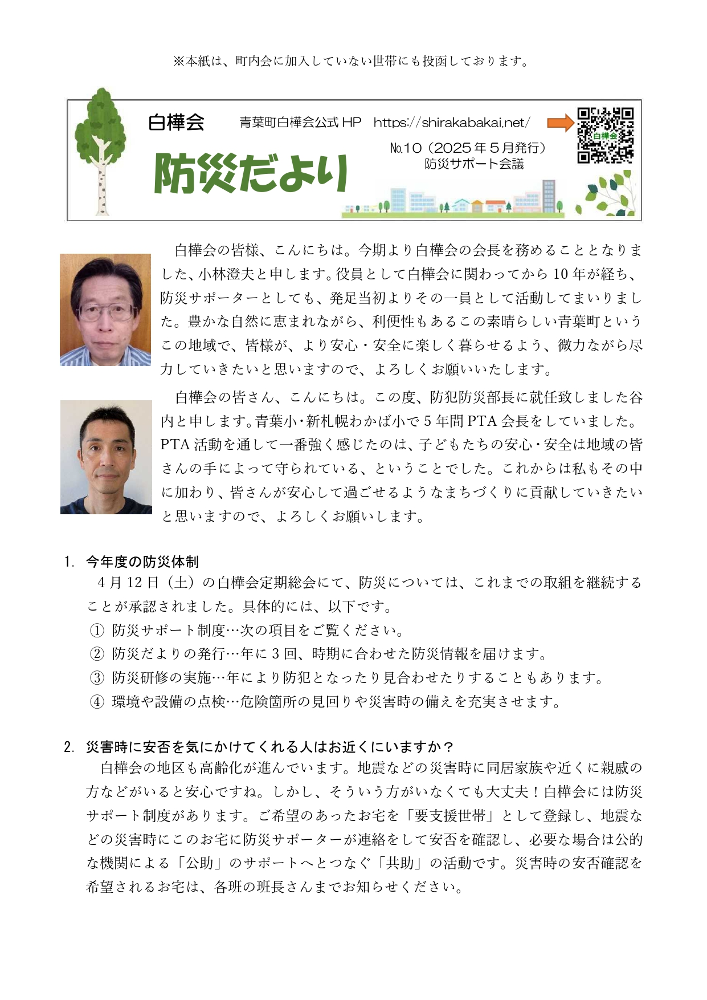 ※本紙は、町内会に加入していない世帯にも投函しております。
白樺会　青葉町白樺会公式 HP　https://shirakabakai.net/
白樺会
№10（2025 年 5 月発行）
防災サポート会議
防災だより
白樺会の皆様、こんにちは。今期より白樺会の会長を務めることとなりま
した、小林澄夫と申します。役員として白樺会に関わってから 10 年が経ち、
防災サポーターとしても、発足当初よりその一員として活動してまいりまし
た。豊かな自然に恵まれながら、利便性もあるこの素晴らしい青葉町という
この地域で、皆様が、より安心・安全に楽しく暮らせるよう、微力ながら尽
力していきたいと思いますので、よろしくお願いいたします。
白樺会の皆さん、こんにちは。この度、防犯防災部長に就任致しました谷
内と申します。青葉小・新札幌わかば小で 5 年間 PTA 会長をしていました。
PTA 活動を通して一番強く感じたのは、子どもたちの安心・安全は地域の皆
さんの手によって守られている、ということでした。これからは私もその中
に加わり、皆さんが安心して過ごせるようなまちづくりに貢献していきたい
と思いますので、よろしくお願いします。
1. 今年度の防災体制
4 月 12 日（土）の白樺会定期総会にて、防災については、これまでの取組を継続する
ことが承認されました。具体的には、以下です。
① 防災サポート制度…次の項目をご覧ください。
② 防災だよりの発行…年に 3 回、時期に合わせた防災情報を届けます。
③ 防災研修の実施…年により防犯となったり見合わせたりすることもあります。
④ 環境や設備の点検…危険箇所の見回りや災害時の備えを充実させます。
2. 災害時に安否を気にかけてくれる人はお近くにいますか？
白樺会の地区も高齢化が進んでいます。地震などの災害時に同居家族や近くに親戚の
方などがいると安心ですね。しかし、そういう方がいなくても大丈夫！白樺会には防災
サポート制度があります。ご希望のあったお宅を「要支援世帯」として登録し、地震な
どの災害時にこのお宅に防災サポーターが連絡をして安否を確認し、必要な場合は公的
な機関による「公助」のサポートへとつなぐ「共助」の活動です。災害時の安否確認を
希望されるお宅は、各班の班長さんまでお知らせください。